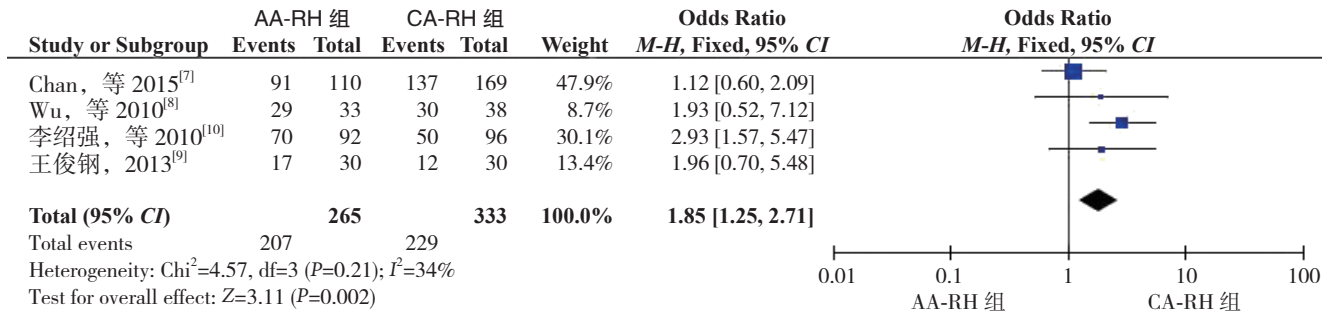 AA-RH 组 CA-RH 组 Odds Ratio Odds Ratio
Study or Subgroup Events Total Events Total Weight M-H, Fixed, 95% CI M-H, Fixed, 95% CI
Chan，等 2015[7] 91 110 137 169 47.9% 1.12 [0.60, 2.09]
Wu，等 2010[8] 29 33 30 38 8.7% 1.93 [0.52, 7.12]
李绍强，等 2010[10] 70 92 50 96 30.1% 2.93 [1.57, 5.47]
王俊钢，2013[9] 17 30 12 30 13.4% 1.96 [0.70, 5.48]
Total (95% CI) 265 333 100.0% 1.85 [1.25, 2.71]
Total events 207 229
Heterogeneity: Chi²=4.57, df=3 (P=0.21); I²=34%
Test for overall effect: Z=3.11 (P=0.002)
0.01 0.1 1 10 100
AA-RH 组 CA-RH 组